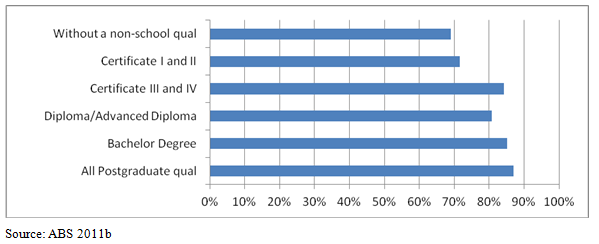 Without a non-school qual
Certificate I and II
Certificate III and IV
Diploma/Advanced Diploma
Bachelor Degree
All Postgraduate qual
0% 10% 20% 30% 40% 50% 60% 70% 80% 90% 100%
Source: ABS 2011b